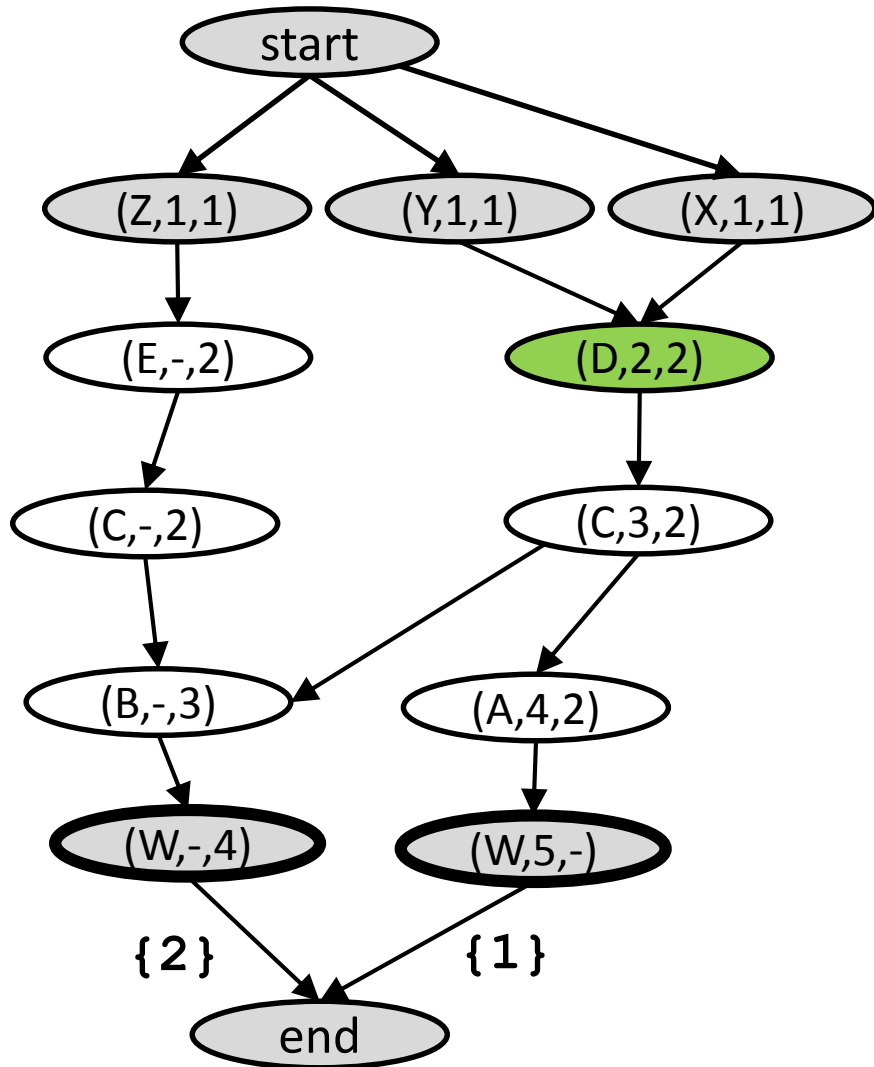 start
(Z,1,1)
(Y,1,1)
(X,1,1)
(E,-,2)
(D,2,2)
(C,-,2)
(C,3,2)
(B,-,3)
(A,4,2)
(W,-,4)
(W,5,-)
{2}
{1}
end